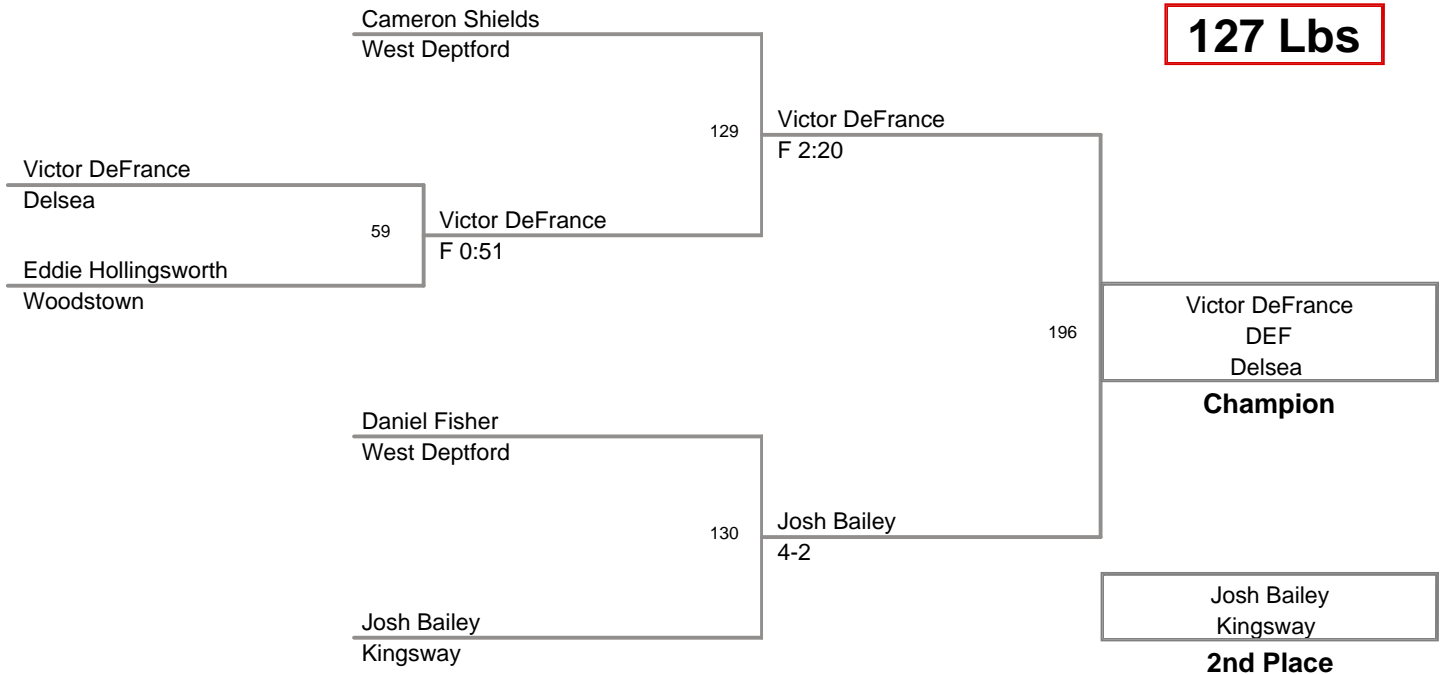 127 Lbs
Cameron Shields
West Deptford
129
Victor DeFrance
F 2:20
Victor DeFrance
Delsea
59
Victor DeFrance
F 0:51
Eddie Hollingsworth
Woodstown
196
Victor DeFrance
DEF
Delsea
Champion
Daniel Fisher
West Deptford
130
Josh Bailey
4-2
Josh Bailey
Kingsway
Josh Bailey
Kingsway
2nd Place